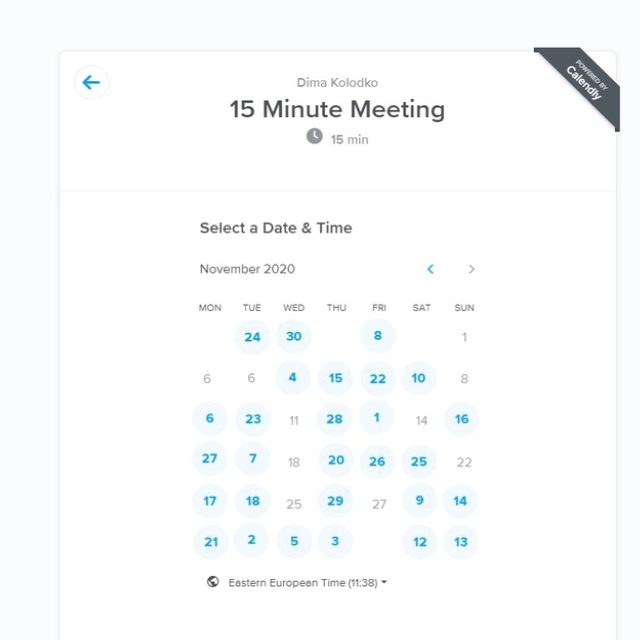 POWERED BY
Calendly
Dima Kolodko
15 Minute Meeting
15 min
Select a Date & Time
November 2020
MON TUE WED THU FRI SAT SUN
24 30 8 1
6 6 4 15 22 10 8
6 23 11 28 1 14 16
27 7 18 20 26 25 22
17 18 25 29 27 9 14
21 2 5 3 12 13
Eastern European Time (11:38)